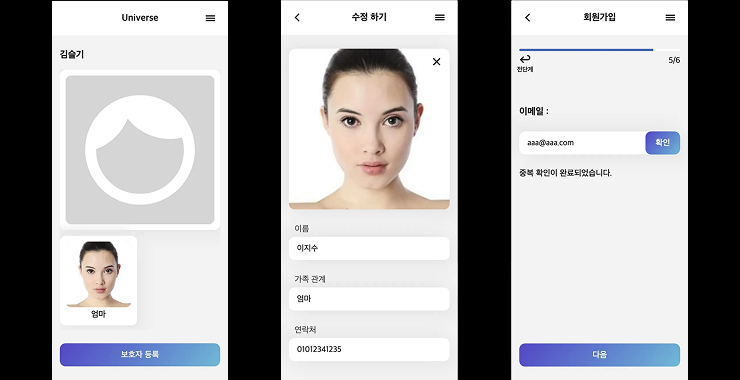 Universe
김슬기
엄마
보호자 등록
수정 하기
이름
이지수
가족 관계
엄마
연락처
01012341235
회원가입
전단계
5/6
이메일 :
aaa@aaa.com
확인
중복 확인이 완료되었습니다.
다음